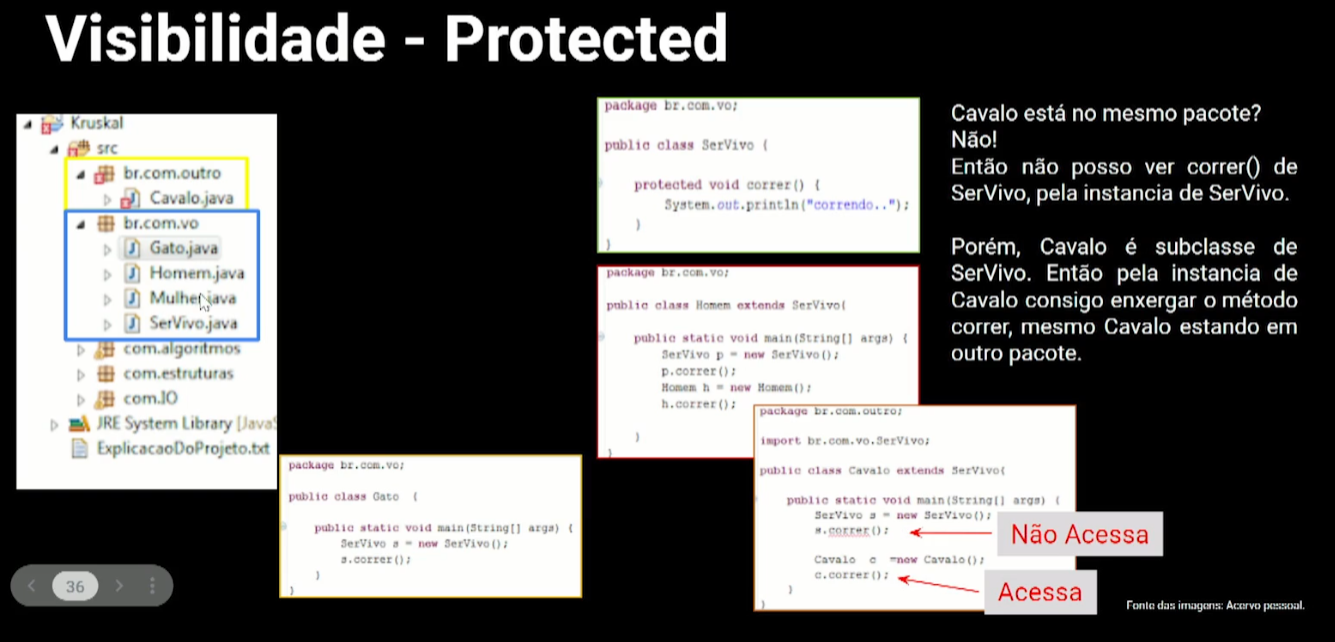 Visibilidade - Protected
Kruskal
src
br.com.outro
Cavalo.java
br.com.vo
Gato.java
Homem.java
Mulher.java
SerVivo.java
com.algoritmos
com.estruturas
com.IO
JRE System Library [JavaS
ExplicacaoDoProjeto.txt
package br.com.vo;
public class Gato {
public static void main(String[] args) {
SerVivo s = new SerVivo();
s.correr();
}
}
package br.com.vo;
public class SerVivo {
protected void correr() {
System.out.println("correndo..");
}
}
package br.com.vo;
public class Homem extends SerVivo{
public static void main(String[] args) {
SerVivo p = new SerVivo();
p.correr();
Homem h = new Homem();
h.correr();
}
}
package br.com.outro;
import br.com.vo.SerVivo;
public class Cavalo extends SerVivo{
public static void main(String[] args) {
SerVivo s = new SerVivo();
s.correr();
Não Acessa
Cavalo c =new Cavalo();
c.correr();
Acessa
}
}
Cavalo está no mesmo pacote?
Não!
Então não posso ver correr() de
SerVivo, pela instancia de SerVivo.
Porém, Cavalo é subclasse de
SerVivo. Então pela instancia de
Cavalo consigo enxergar o método
correr, mesmo Cavalo estando em
outro pacote.
36
Fonte das imagens: Acervo pessoal.